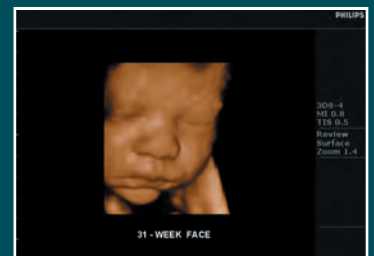 PHILIPS
3D8-4
MI 0.8
TIS 0.5
Review
Surface
Zoom 1.4
31 - WEEK FACE